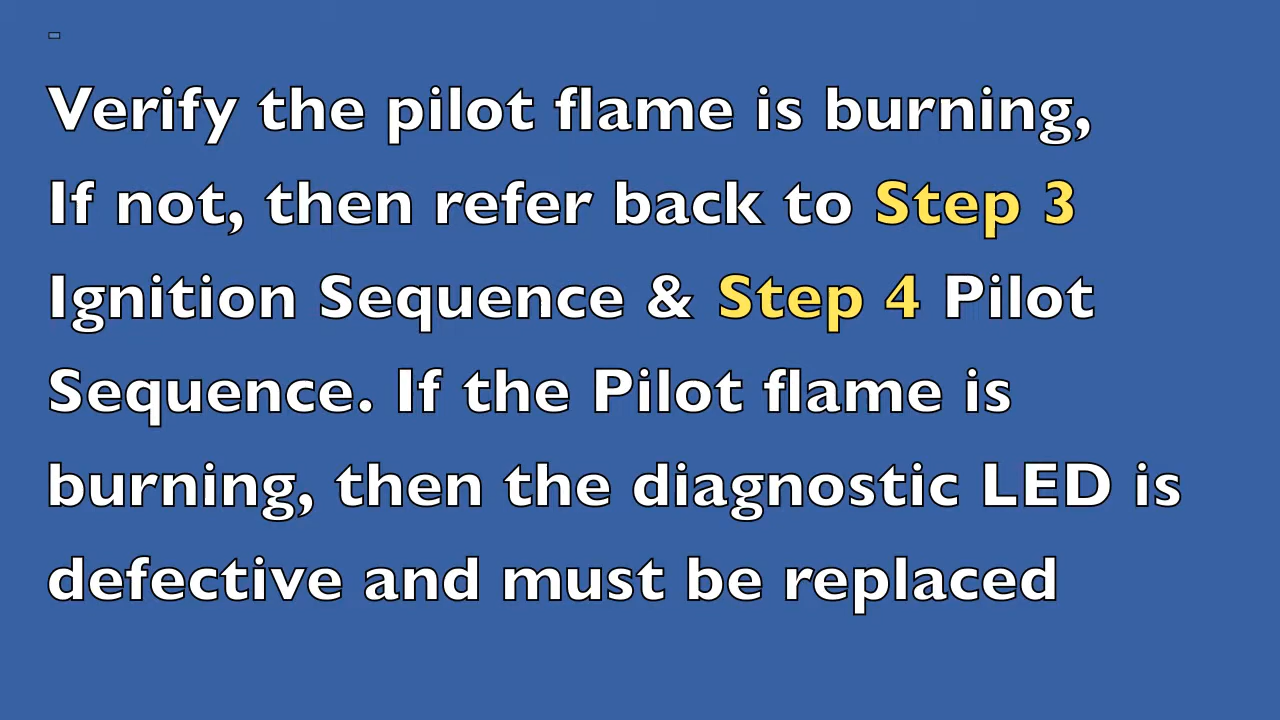 Verify the pilot flame is burning,
If not, then refer back to Step 3
Ignition Sequence & Step 4 Pilot
Sequence. If the Pilot flame is
burning, then the diagnostic LED is
defective and must be replaced